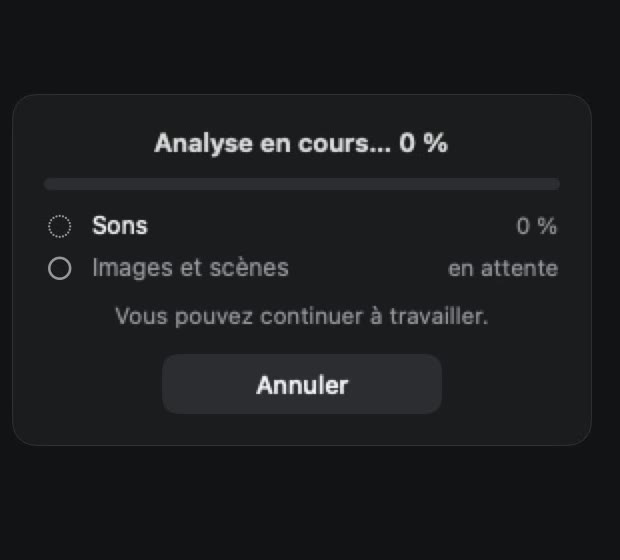 Analyse en cours... 0 %
Sons 0 %
Images et scènes en attente
Vous pouvez continuer à travailler.
Annuler